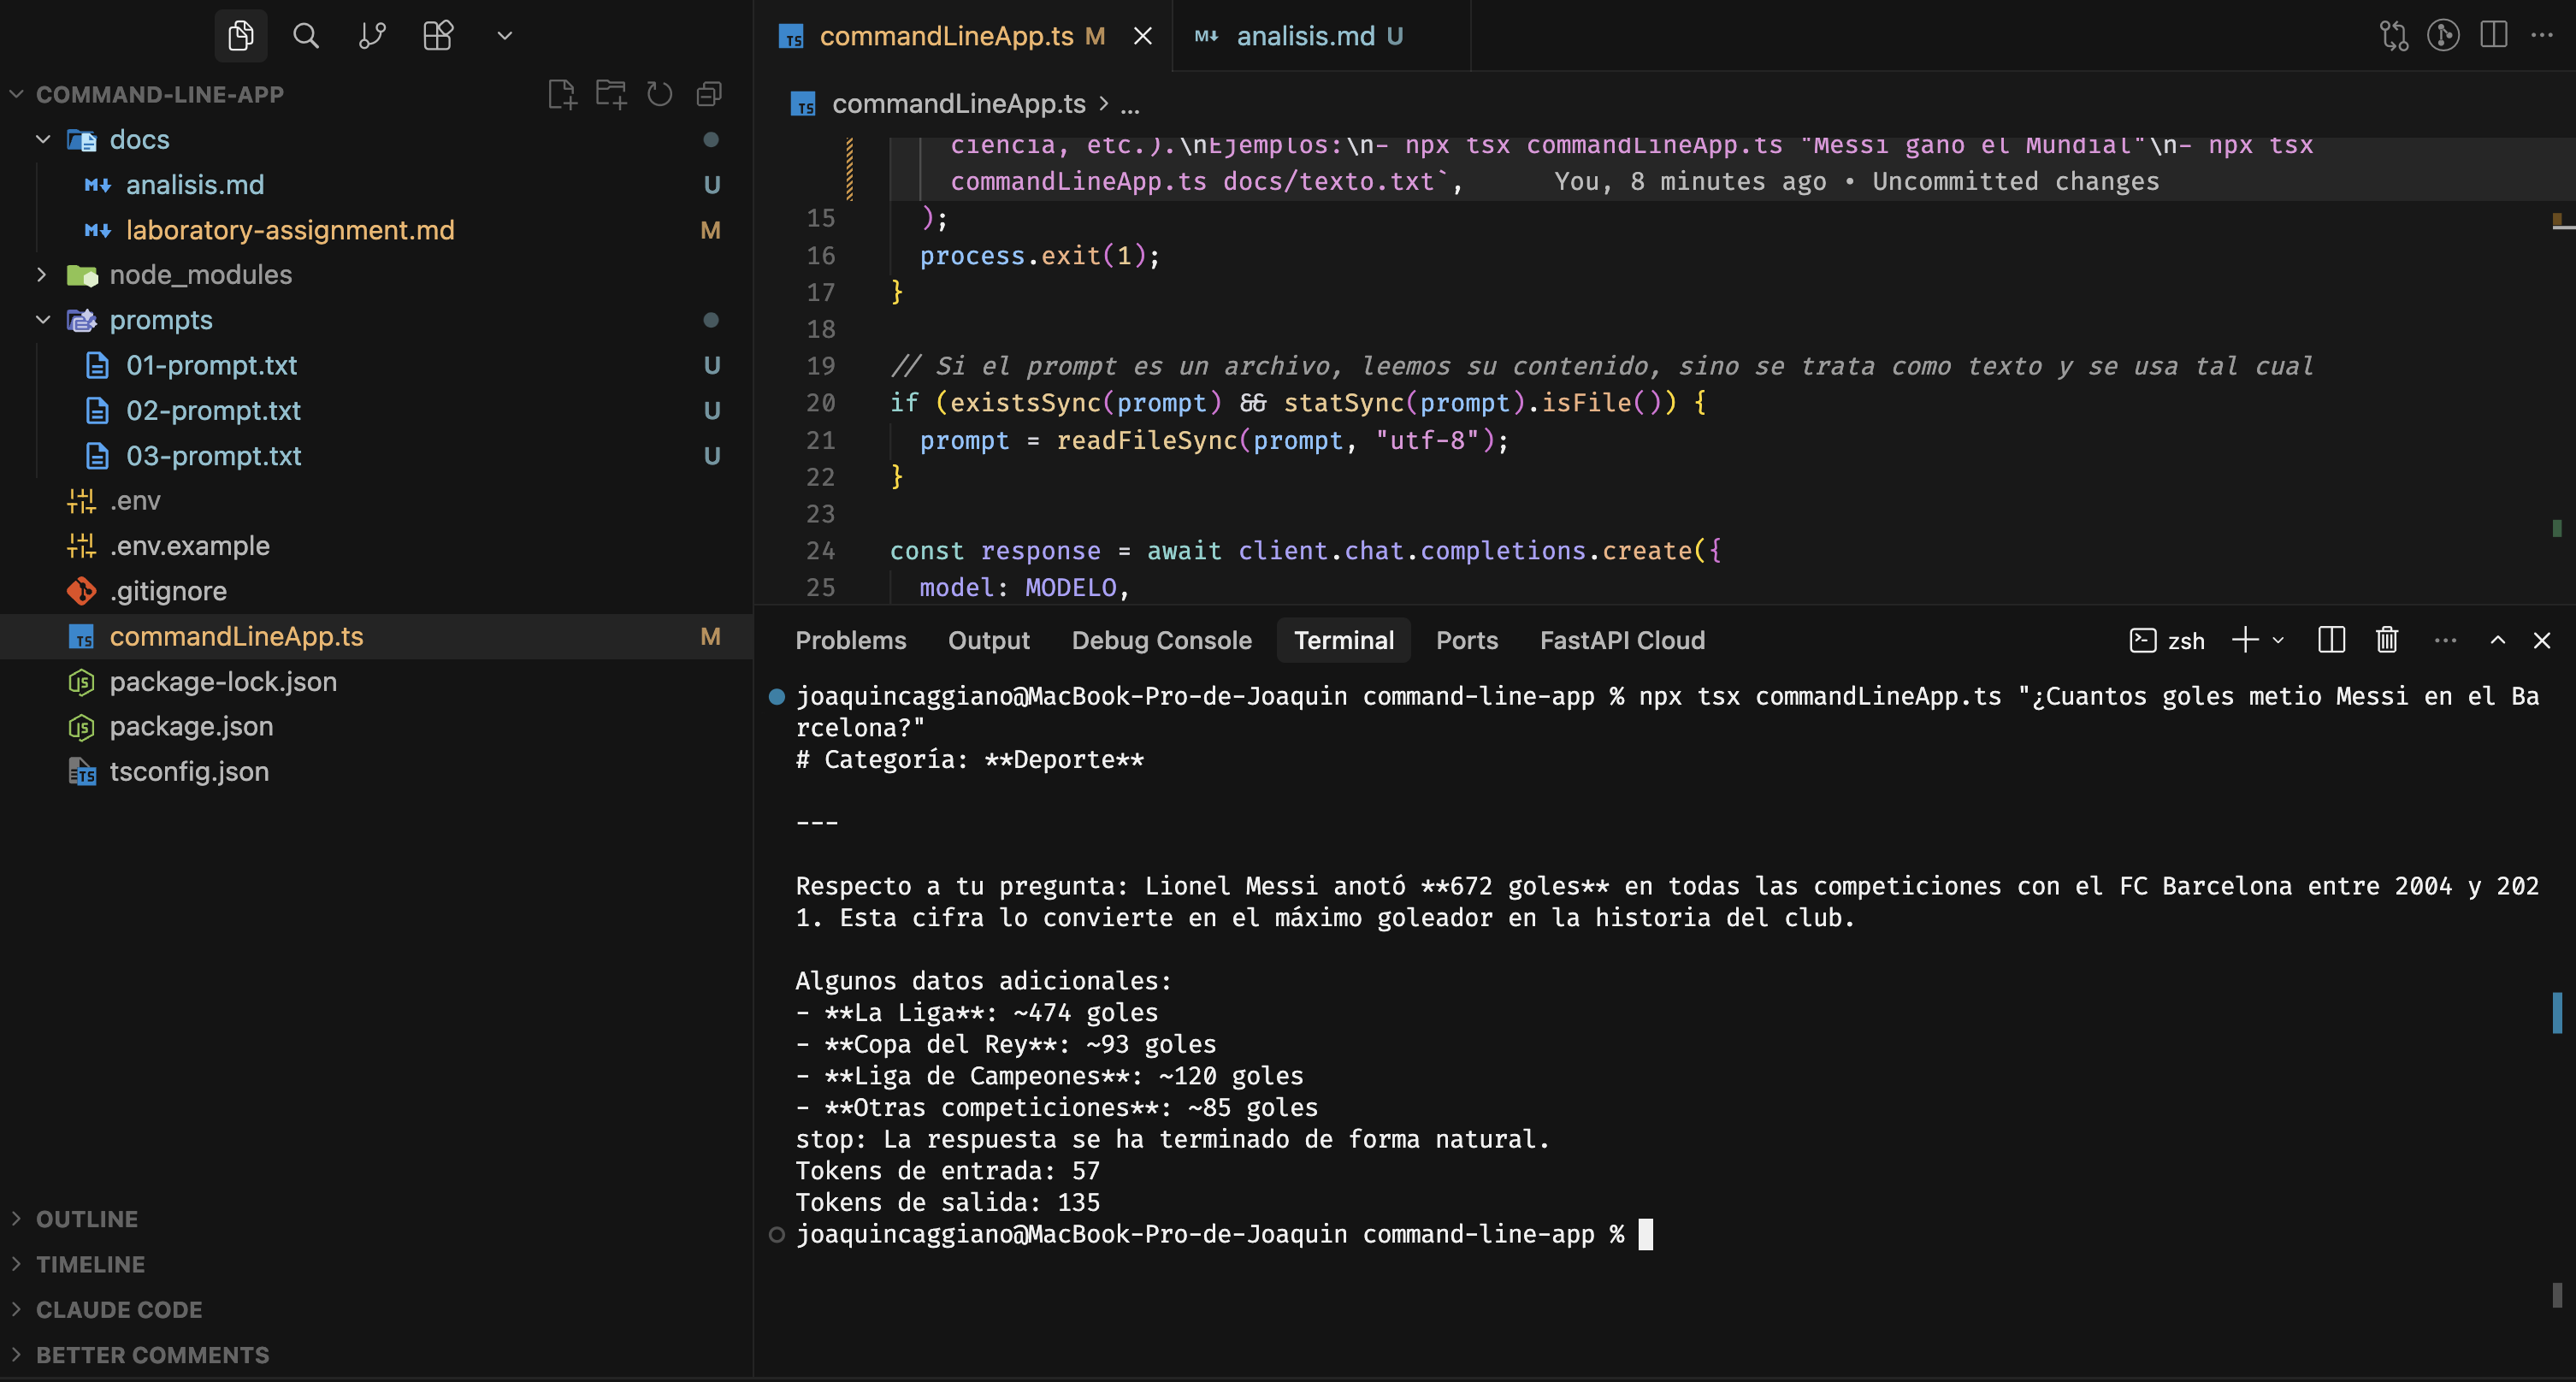 COMMAND-LINE-APP
docs
analisis.md U
laboratory-assignment.md M
node_modules
prompts
01-prompt.txt U
02-prompt.txt U
03-prompt.txt U
.env
.env.example
.gitignore
commandLineApp.ts M
package-lock.json
package.json
tsconfig.json
OUTLINE
TIMELINE
CLAUDE CODE
BETTER COMMENTS
commandLineApp.ts M
analisis.md U
commandLineApp.ts > ...
ciencia, etc.).\nEjemplos:\n- npx tsx commandLineApp.ts "Messi gano el Mundial"\n- npx tsx
commandLineApp.ts docs/texto.txt`, You, 8 minutes ago • Uncommitted changes
15 );
16 process.exit(1);
17 }
18
19 // Si el prompt es un archivo, leemos su contenido, sino se trata como texto y se usa tal cual
20 if (existsSync(prompt) && statSync(prompt).isFile()) {
21 prompt = readFileSync(prompt, "utf-8");
22 }
23
24 const response = await client.chat.completions.create({
25 model: MODELO,
Problems Output Debug Console Terminal Ports FastAPI Cloud
zsh
joaquincaggiano@MacBook-Pro-de-Joaquin command-line-app % npx tsx commandLineApp.ts "¿Cuantos goles metio Messi en el Ba
rcelona?"
# Categoría: **Deporte**
---
Respecto a tu pregunta: Lionel Messi anotó **672 goles** en todas las competiciones con el FC Barcelona entre 2004 y 202
1. Esta cifra lo convierte en el máximo goleador en la historia del club.
Algunos datos adicionales:
- **La Liga**: ~474 goles
- **Copa del Rey**: ~93 goles
- **Liga de Campeones**: ~120 goles
- **Otras competiciones**: ~85 goles
stop: La respuesta se ha terminado de forma natural.
Tokens de entrada: 57
Tokens de salida: 135
joaquincaggiano@MacBook-Pro-de-Joaquin command-line-app %